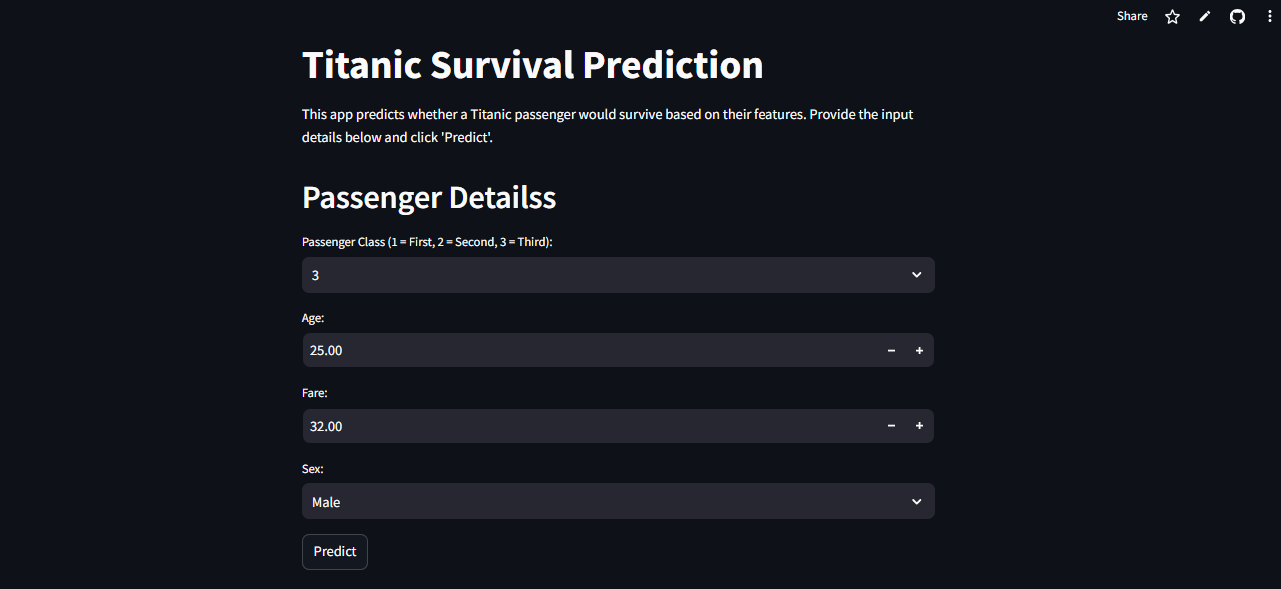 Share
Titanic Survival Prediction
This app predicts whether a Titanic passenger would survive based on their features. Provide the input
details below and click 'Predict'.
Passenger Detailss
Passenger Class (1 = First, 2 = Second, 3 = Third):
3
Age:
25.00
Fare:
32.00
Sex:
Male
Predict